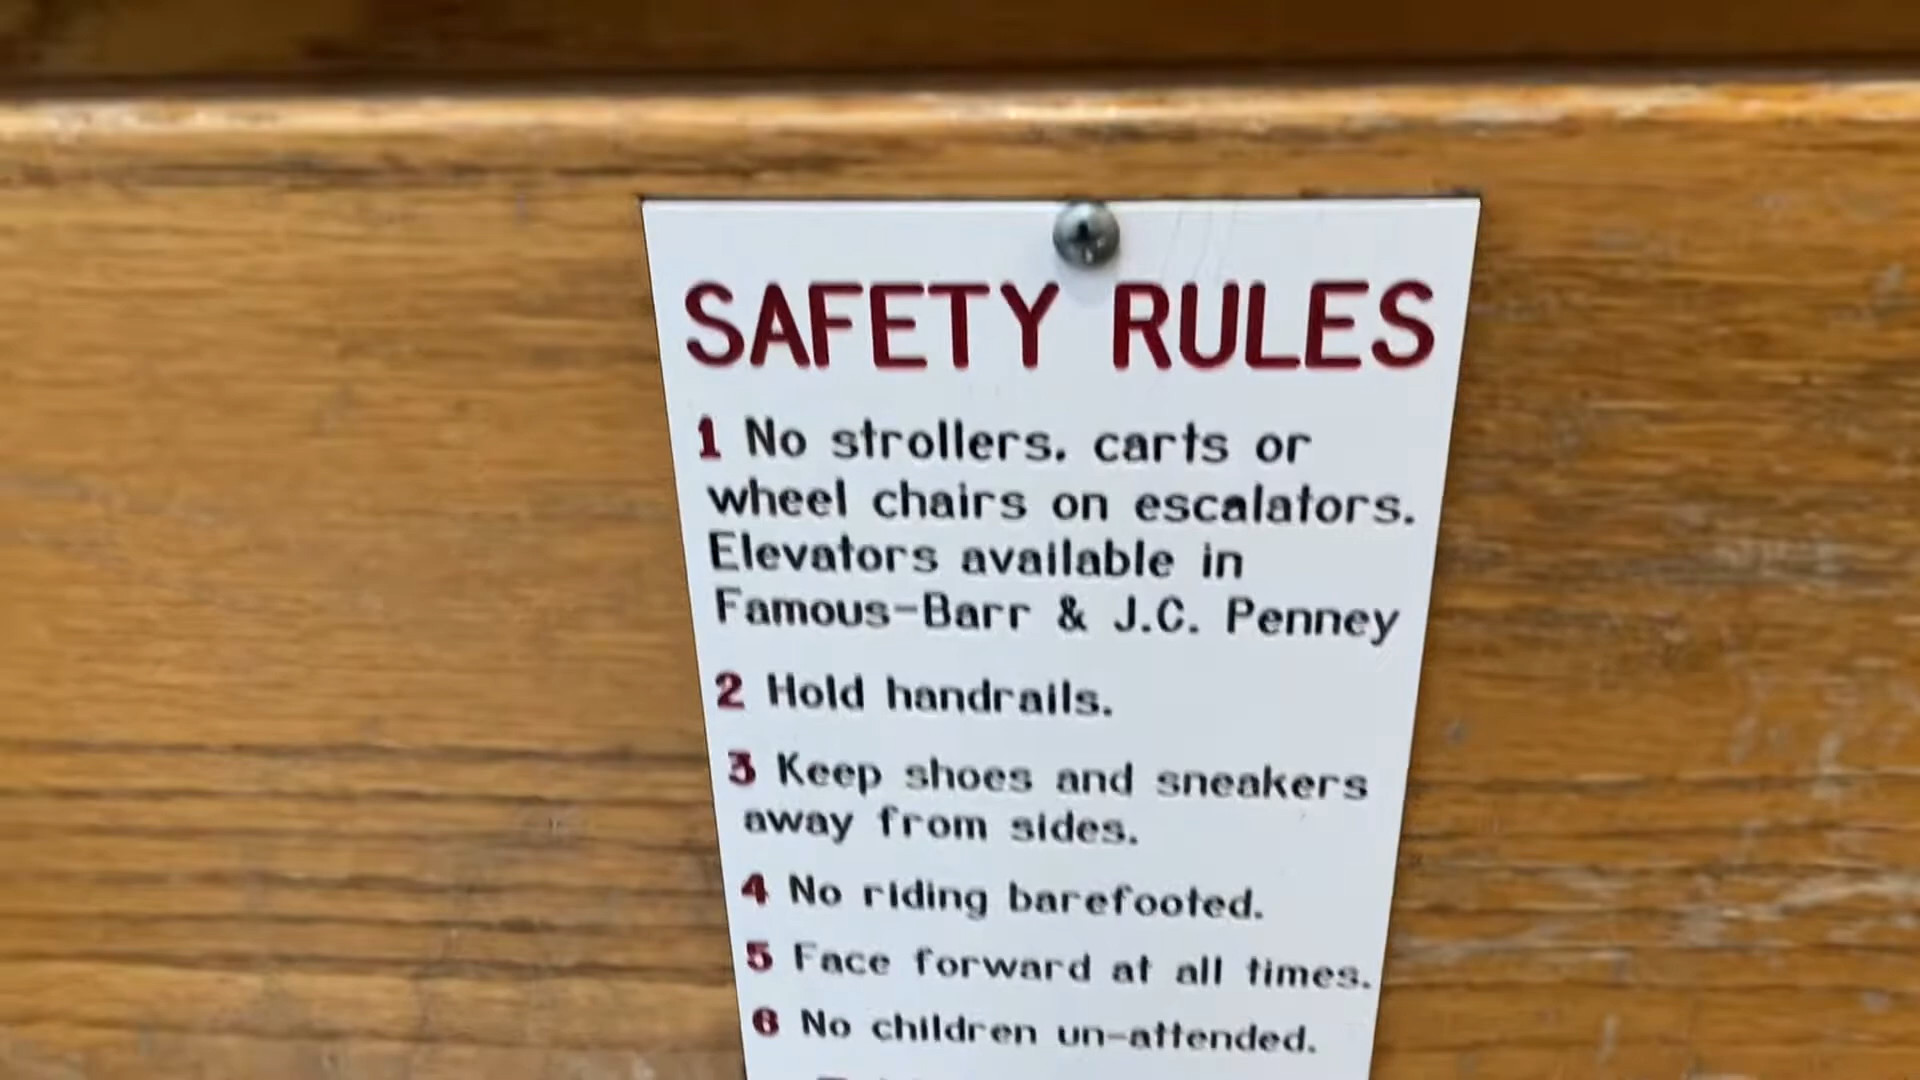 SAFETY RULES
1 No strollers. carts or
wheel chairs on escalators.
Elevators available in
Famous-Barr & J.C. Penney
2 Hold handrails.
3 Keep shoes and sneakers
away from sides.
4 No riding barefooted.
5 Face forward at all times.
6 No children un-attended.